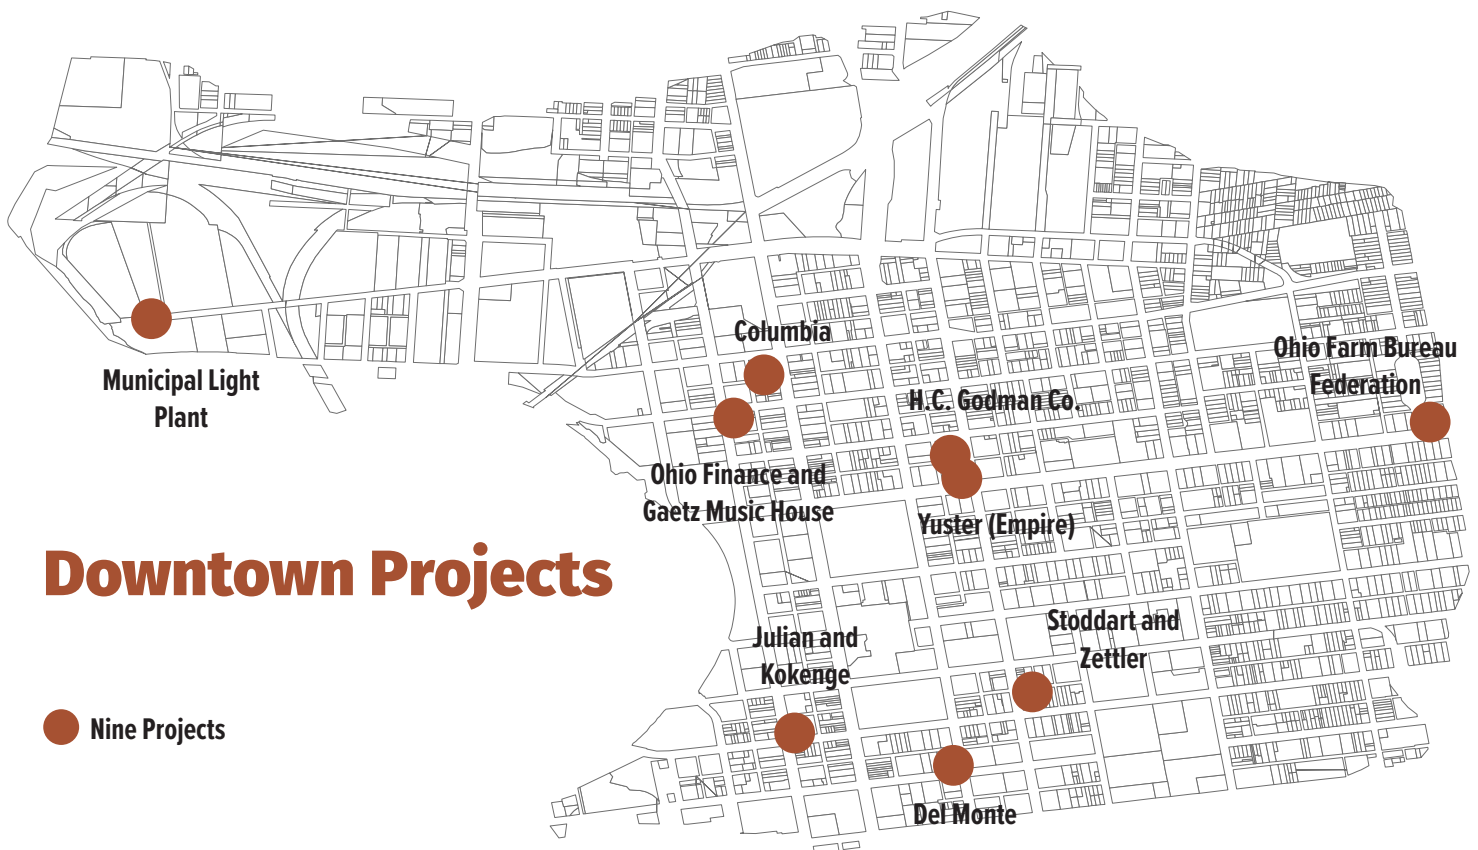 Columbia
Ohio Farm Bureau
Federation
Municipal Light
Plant
H.C. Godman Co.
Ohio Finance and
Gaetz Music House
Yuster (Empire)
Downtown Projects
Stoddart and
Zettler
Julian and
Kokenge
Nine Projects
Del Monte